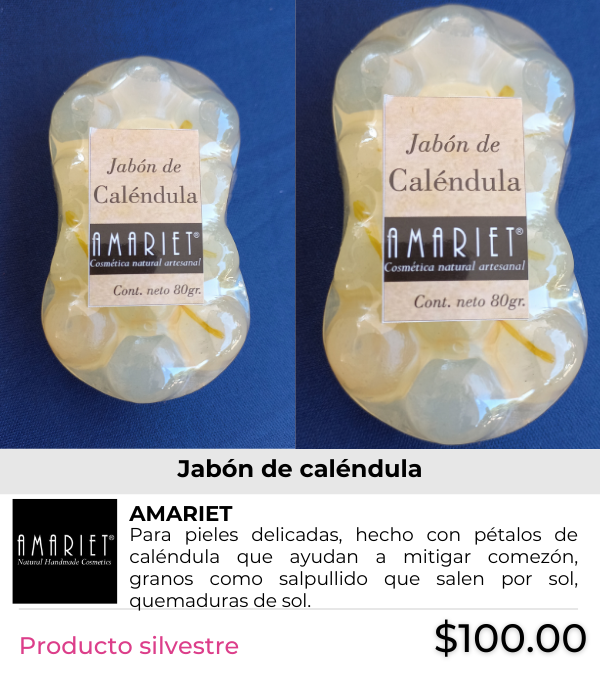 Jabón de
Caléndula
AMARIET®
Cosmética natural artesanal
Cont. neto 80gr.
Jabón de
Caléndula
AMARIET®
Cosmética natural artesanal
Cont. neto 80gr.
Jabón de caléndula
AMARIET®
Natural Handmade Cosmetics
AMARIET
Para pieles delicadas, hecho con pétalos de
caléndula que ayudan a mitigar comezón,
granos como salpullido que salen por sol,
quemaduras de sol.
Producto silvestre
$100.00